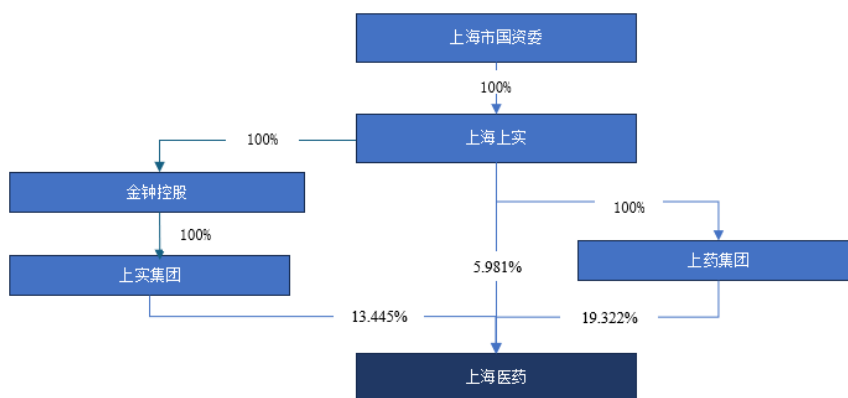 上海市国资委
100%
上海上实
100%
金钟控股
100%
100%
上实集团
5.981%
上药集团
13.445%
19.322%
上海医药